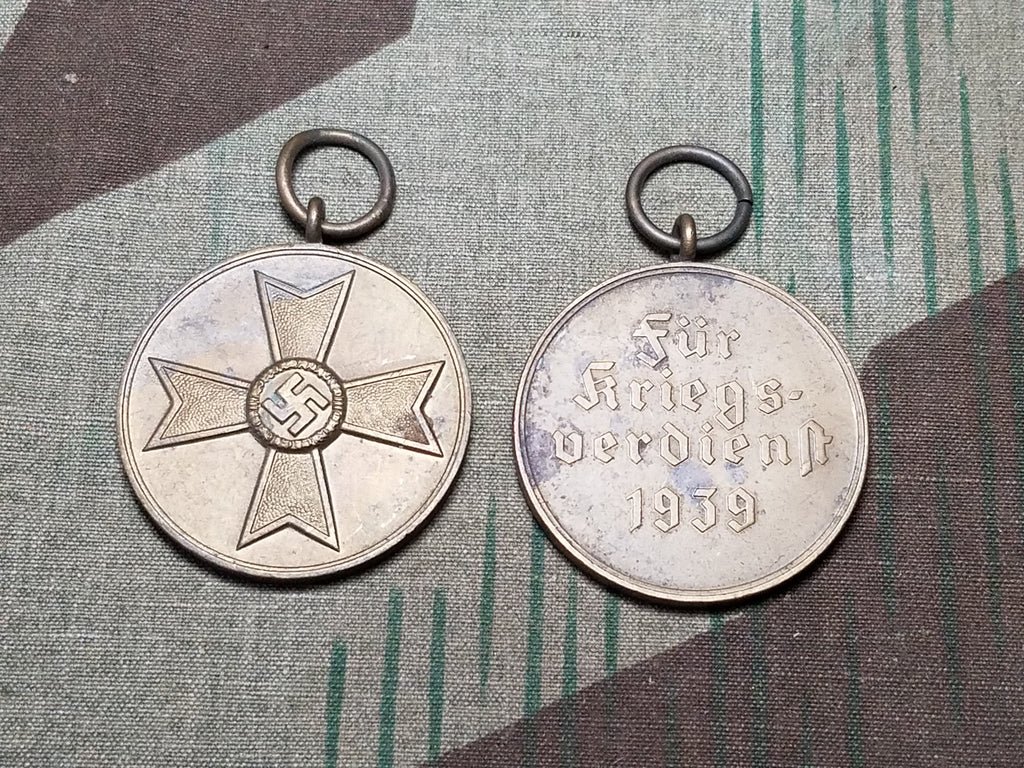 Für
Kriegs-
verdienſt
1939